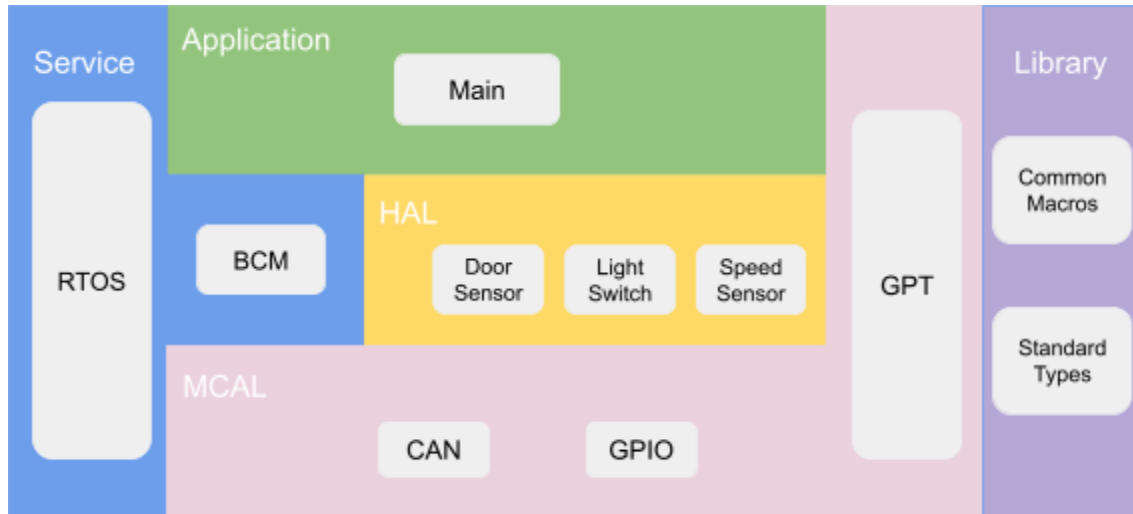 Service
RTOS
Application
Main
BCM
HAL
Door
Sensor
Light
Switch
Speed
Sensor
MCAL
CAN
GPIO
GPT
Library
Common
Macros
Standard
Types